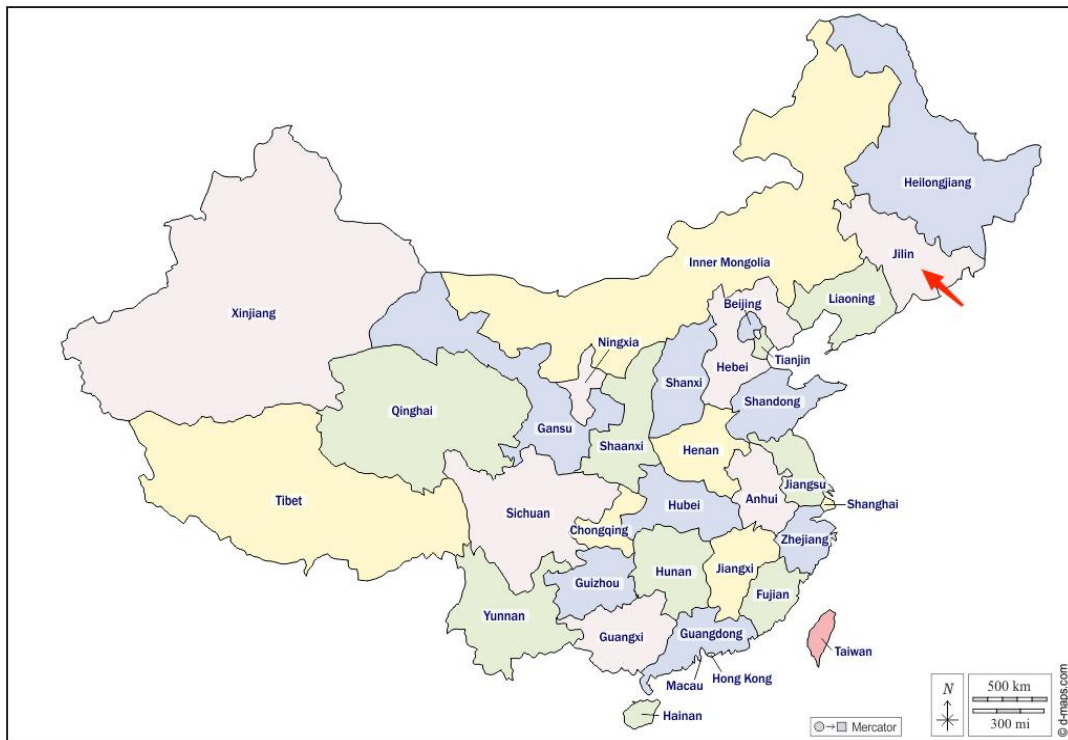 Heilongjiang
Jilin
Inner Mongolia
Liaoning
Beijing
Xinjiang
Ningxia
Tianjin
Hebei
Shanxi
Shandong
Qinghai
Gansu
Shaanxi
Henan
Jiangsu
Tibet
Sichuan
Anhui
Shanghai
Hubei
Chongqing
Zhejiang
Jiangxi
Hunan
Guizhou
Fujian
Yunnan
Guangxi
Guangdong
Taiwan
Hong Kong
Macau
Hainan
N
500 km
300 mi
Mercator
© d-maps.com